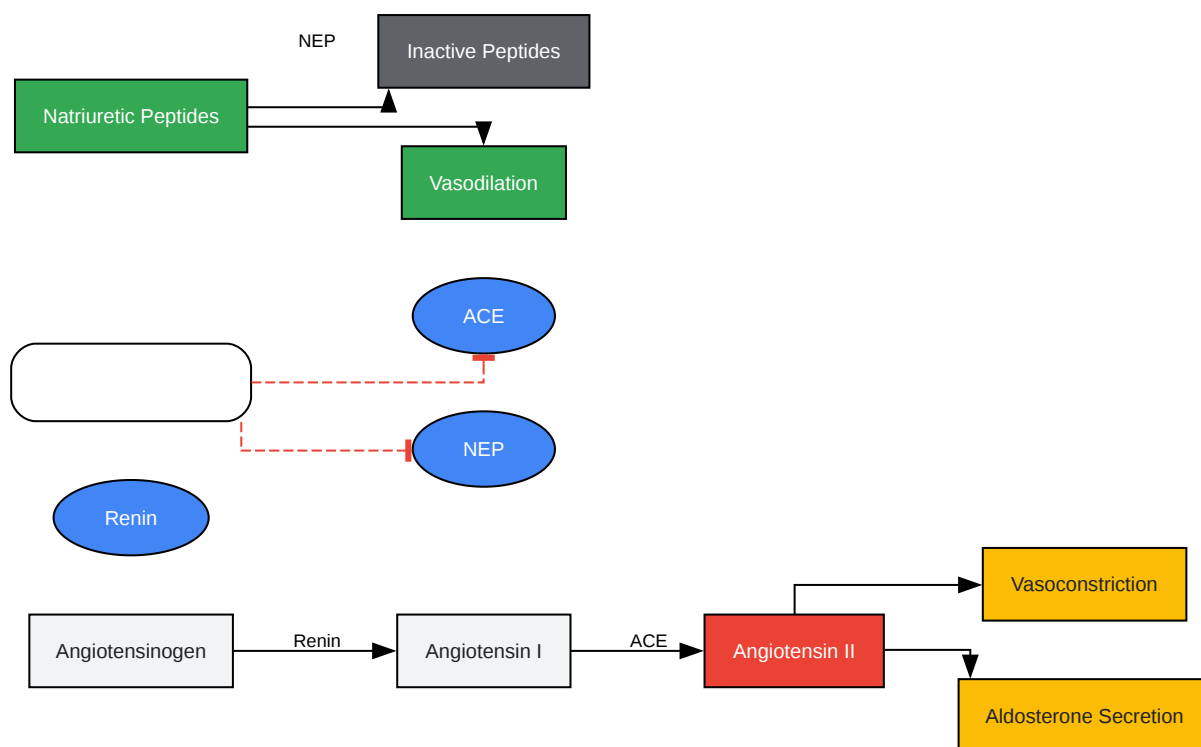 NEP
Inactive Peptides
Natriuretic Peptides
Vasodilation
ACE
NEP
Renin
Vasoconstriction
Angiotensinogen
Renin
Angiotensin I
ACE
Angiotensin II
Aldosterone Secretion